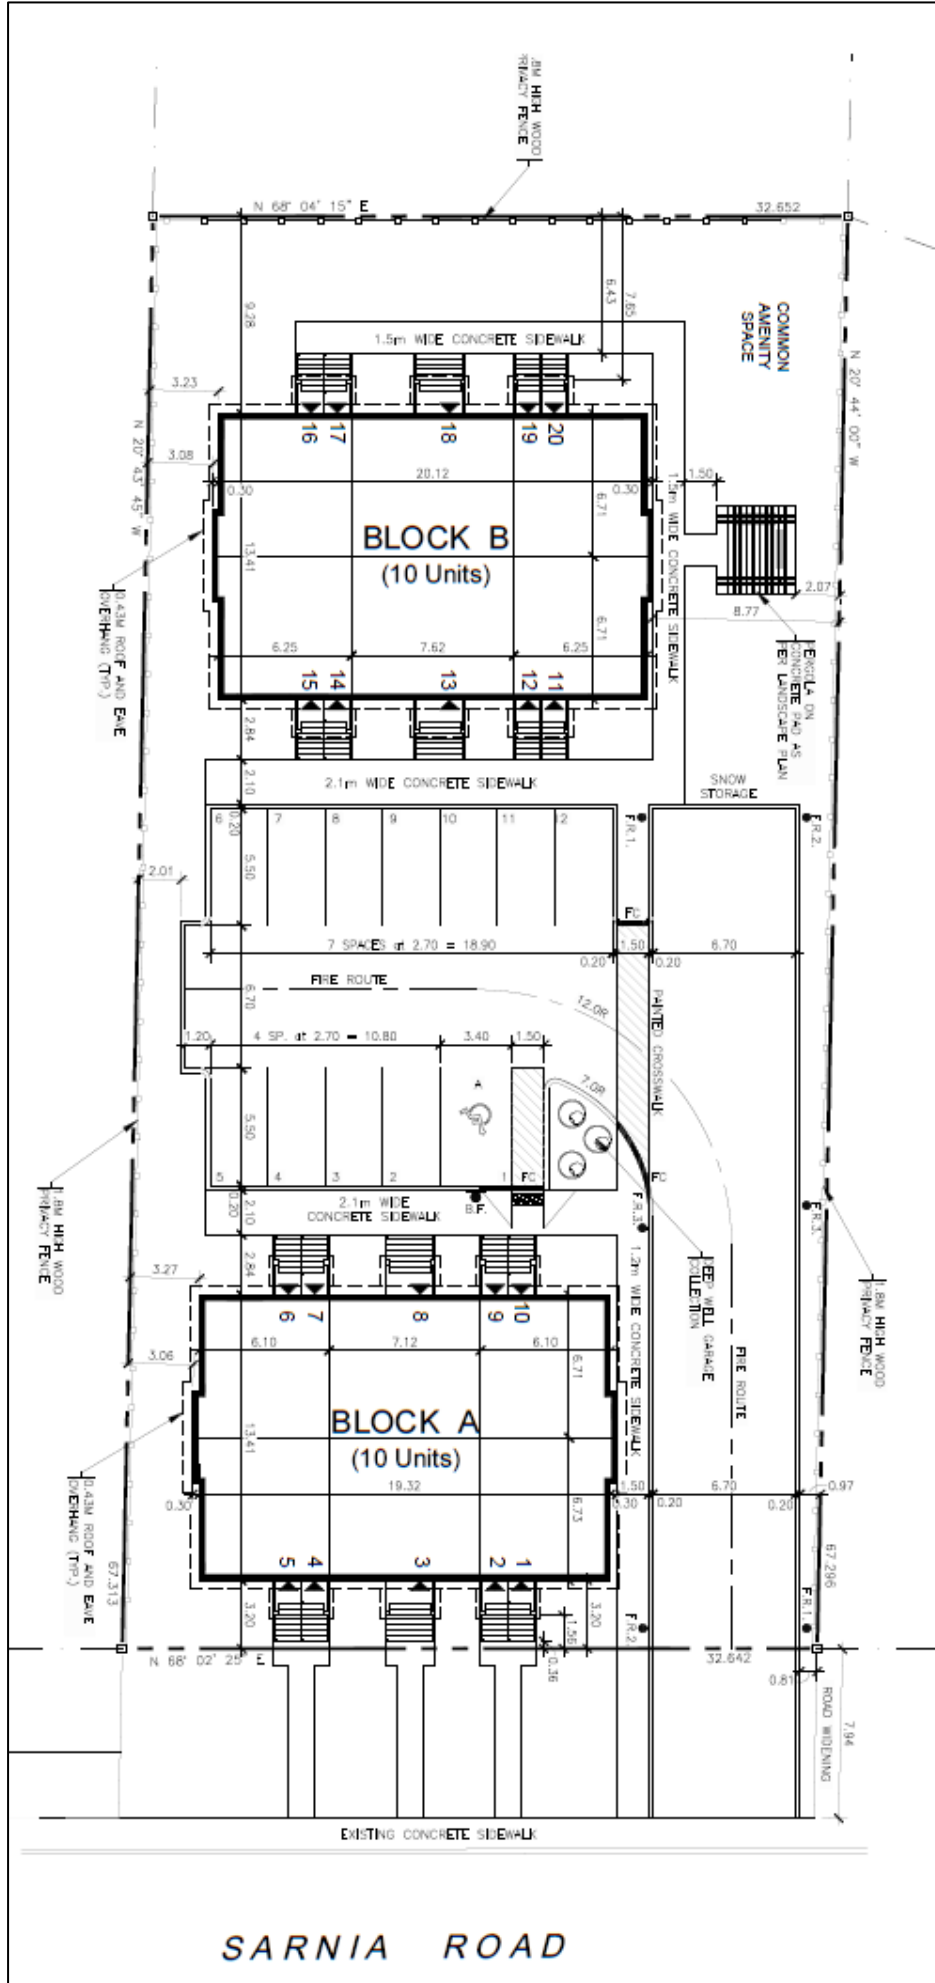 .8M HIGH WOOD
PRIVACY FENCE
N 68° 04' 15" E
32.652
6.43
7.65
9.28
COMMON
AMENITY
SPACE
N 20° 44' 00" W
1.5m WIDE CONCRETE SIDEWALK
3.23
16
17
18
19
20
N 20° 43' 45" W
3.08
20.12
0.30
0.30
6.71
1.50
1.5m WIDE CONCRETE SIDEWALK
BLOCK B
(10 Units)
13.41
2.07
8.77
0.43M ROOF AND EAVE
OVERHANG (TYP.)
6.71
6.25
7.62
6.25
PERGOLA ON
CONCRETE PAD AS
PER LANDSCAPE PLAN
15
14
13
12
11
2.84
2.10
2.1m WIDE CONCRETE SIDEWALK
SNOW
STORAGE
6
7
8
9
10
11
12
0.20
F.R.1.
F.R.2.
5.50
2.01
FC
7 SPACES at 2.70 = 18.90
1.50
6.70
0.20
0.20
FIRE ROUTE
6.70
12.0R
PAINTED CROSSWALK
1.20
4 SP. at 2.70 = 10.80
3.40
1.50
7.0R
A
5.50
5
4
3
2
1
FC
FC
0.20
2.10
2.1m WIDE
CONCRETE SIDEWALK
B.F.
F.R.3.
F.R.3.
1.8M HIGH WOOD
PRIVACY FENCE
2.84
3.27
1.2m WIDE CONCRETE SIDEWALK
DEEP WELL GARAGE
COLLECTION
1.8M HIGH WOOD
PRIVACY FENCE
6
7
8
9
10
6.10
7.12
6.10
6.71
FIRE ROUTE
3.06
BLOCK A
(10 Units)
13.41
19.32
0.30
0.30
1.50
0.20
6.70
0.20
0.97
6.73
0.43M ROOF AND EAVE
OVERHANG (TYP.)
67.313
67.296
5
4
3
2
1
3.20
3.20
1.56
0.36
F.R.2.
F.R.1.
N 68° 02' 25" E
32.642
0.81
ROAD WIDENING
7.94
EXISTING CONCRETE SIDEWALK
SARNIA ROAD